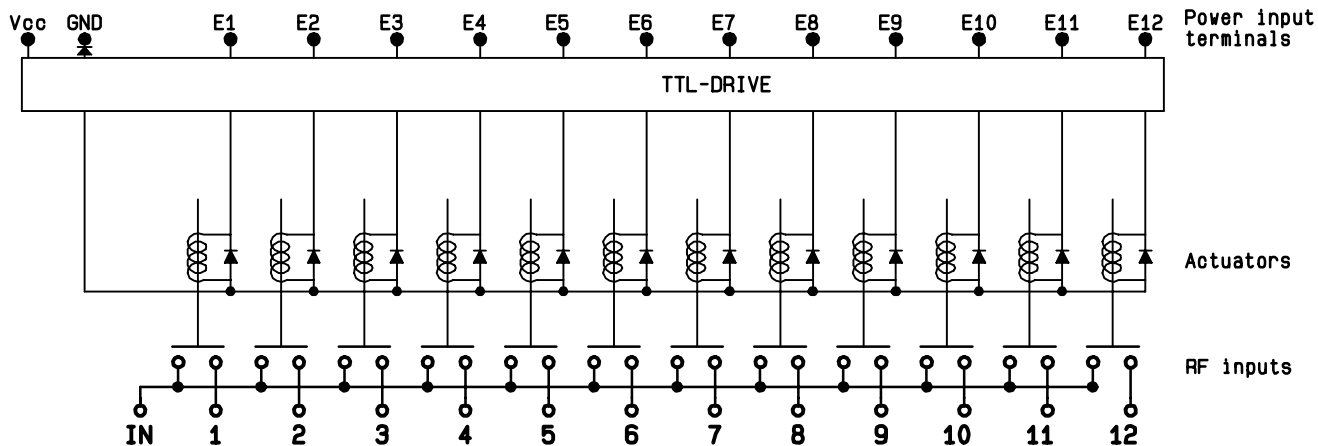 Vcc GND E1 E2 E3 E4 E5 E6 E7 E8 E9 E10 E11 E12 Power input
terminals
TTL-DRIVE
Actuators
RF inputs
IN 1 2 3 4 5 6 7 8 9 10 11 12